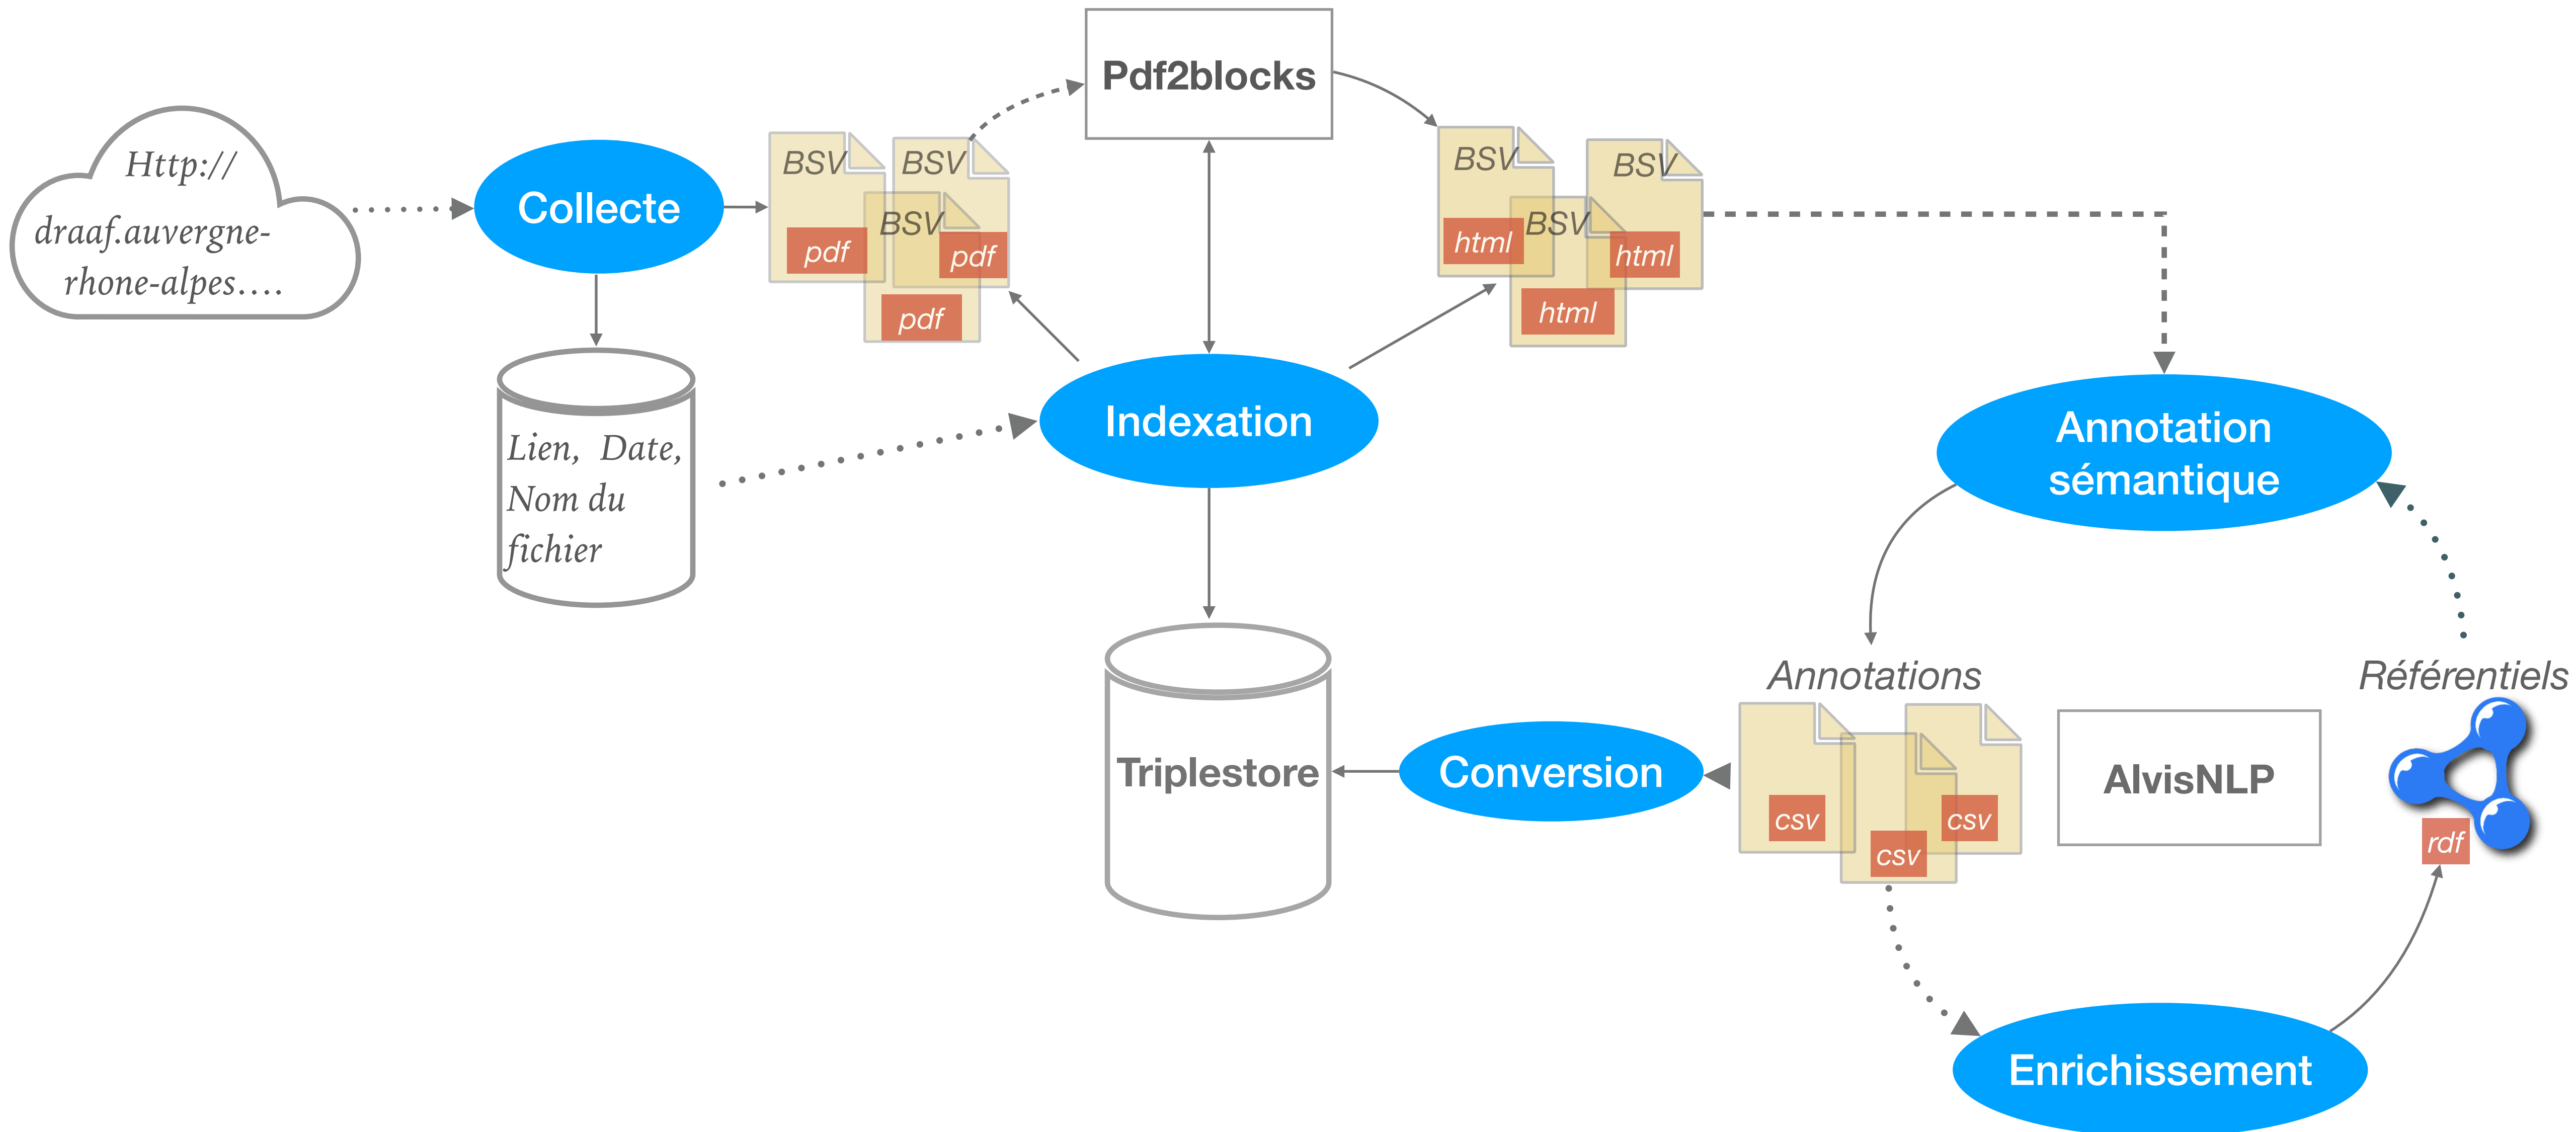 Http://
draaf.auvergne-
rhone-alpes....
Collecte
Lien, Date,
Nom du
fichier
BSV
pdf
BSV
pdf
BSV
pdf
Pdf2blocks
Indexation
BSV
html
BSV
html
BSV
html
Annotation
sémantique
Triplestore
Conversion
Annotations
csv
csv
csv
AlvisNLP
Référentiels
rdf
Enrichissement